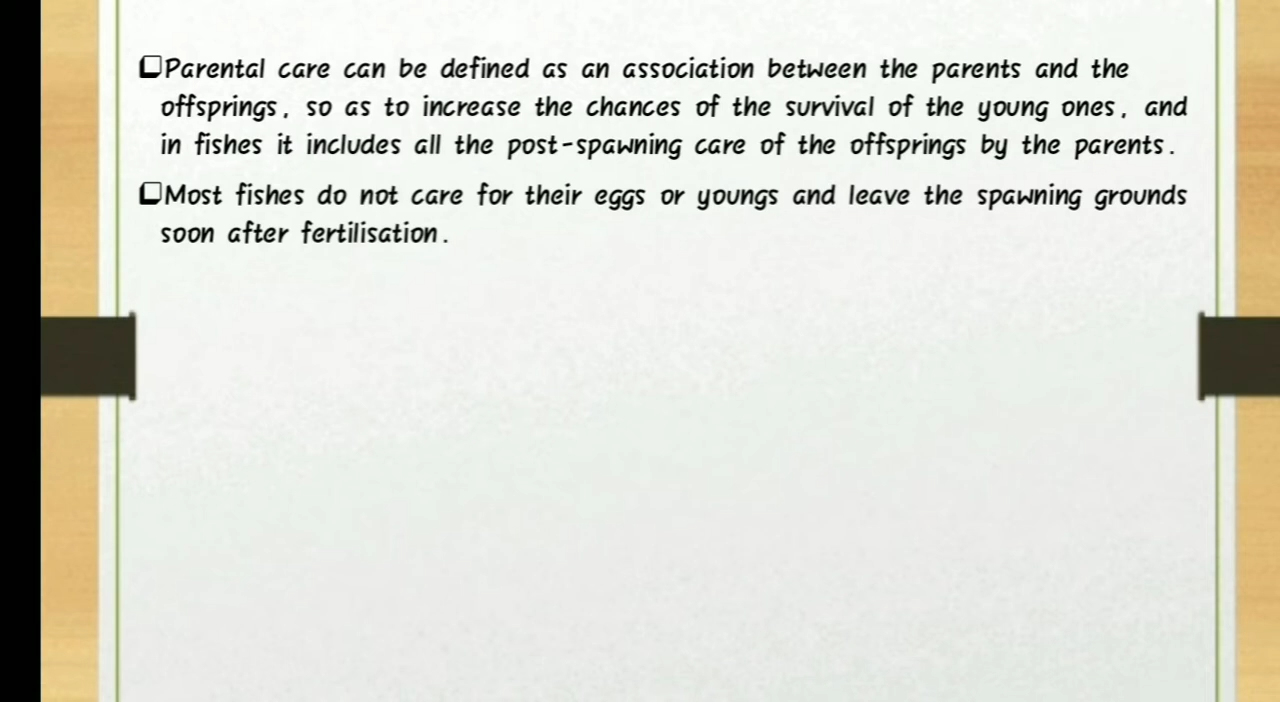 ❑Parental care can be defined as an association between the parents and the
offsprings, so as to increase the chances of the survival of the young ones, and
in fishes it includes all the post-spawning care of the offsprings by the parents.
❑Most fishes do not care for their eggs or youngs and leave the spawning grounds
soon after fertilisation.